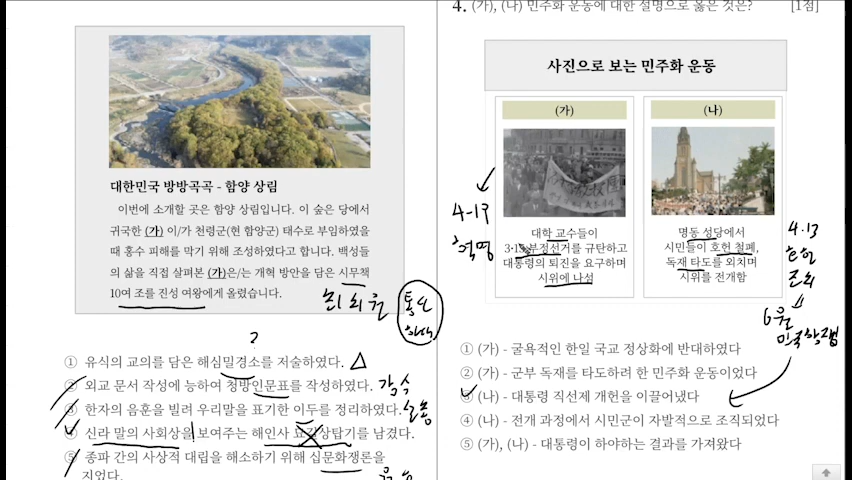 대한민국 방방곡곡 - 함양 상림
이번에 소개할 곳은 함양 상림입니다. 이 숲은 당에서
귀국한 (가) 이/가 천령군(현 함양군) 태수로 부임하였을
때 홍수 피해를 막기 위해 조성하였다고 합니다. 백성들
의 삶을 직접 살펴본 (가)은/는 개혁 방안을 담은 시무책
10여 조를 진성 여왕에게 올렸습니다.
최치원
?
① 유식의 교의를 담은 해심밀경소를 저술하였다. △
② 외교 문서 작성에 능하여 청방인문표를 작성하였다. 강수
③ 한자의 음훈을 빌려 우리말을 표기한 이두를 정리하였다. 설총
④ 신라 말의 사회상을 보여주는 해인사 묘길상탑기를 남겼다.
⑤ 종파 간의 사상적 대립을 해소하기 위해 십문화쟁론을
지었다.
4. (가), (나) 민주화 운동에 대한 설명으로 옳은 것은? [1점]
사진으로 보는 민주화 운동
(가)
대학 교수들이
3·15 부정선거를 규탄하고
대통령의 퇴진을 요구하며
시위에 나섬
4-19
혁명
(나)
명동 성당에서
시민들이 호헌 철폐,
독재 타도를 외치며
시위를 전개함
4.13
호헌
조치
6월
민주항쟁
① (가) - 굴욕적인 한일 국교 정상화에 반대하였다
② (가) - 군부 독재를 타도하려 한 민주화 운동이었다
③ (나) - 대통령 직선제 개헌을 이끌어냈다
④ (나) - 전개 과정에서 시민군이 자발적으로 조직되었다
⑤ (가), (나) - 대통령이 하야하는 결과를 가져왔다